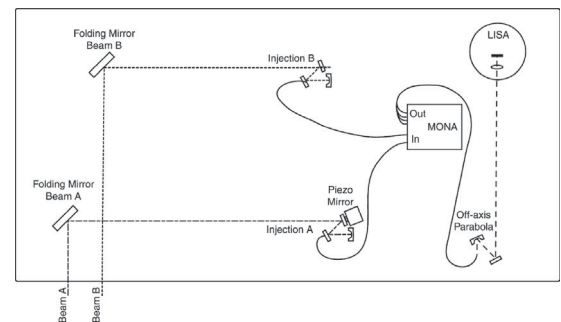 Folding Mirror
Beam B
Injection B
LISA
Out
MONA
In
Folding Mirror
Beam A
Piezo
Mirror
Injection A
Off-axis
Parabola
Beam A
Beam B